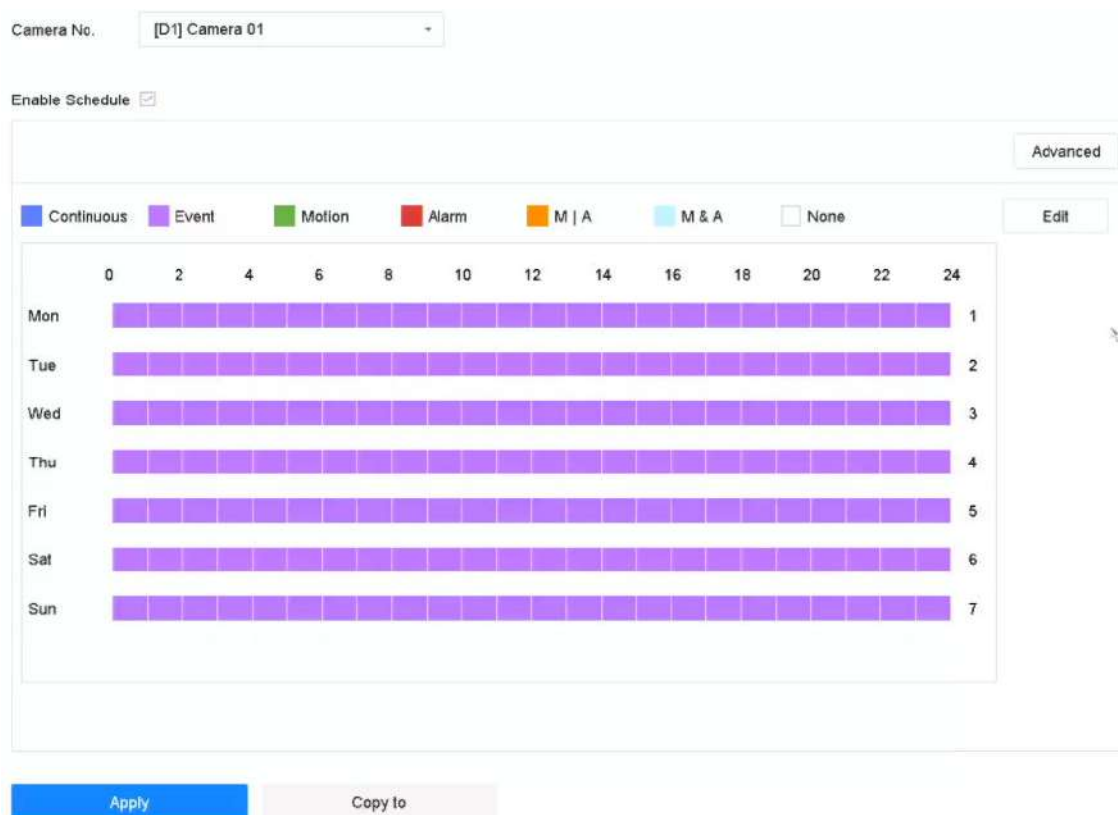 Camera No. [D1] Camera 01
Enable Schedule
Advanced
Continuous Event Motion Alarm M | A M & A None Edit
0 2 4 6 8 10 12 14 16 18 20 22 24
Mon 1
Tue 2
Wed 3
Thu 4
Fri 5
Sat 6
Sun 7
Apply Copy to